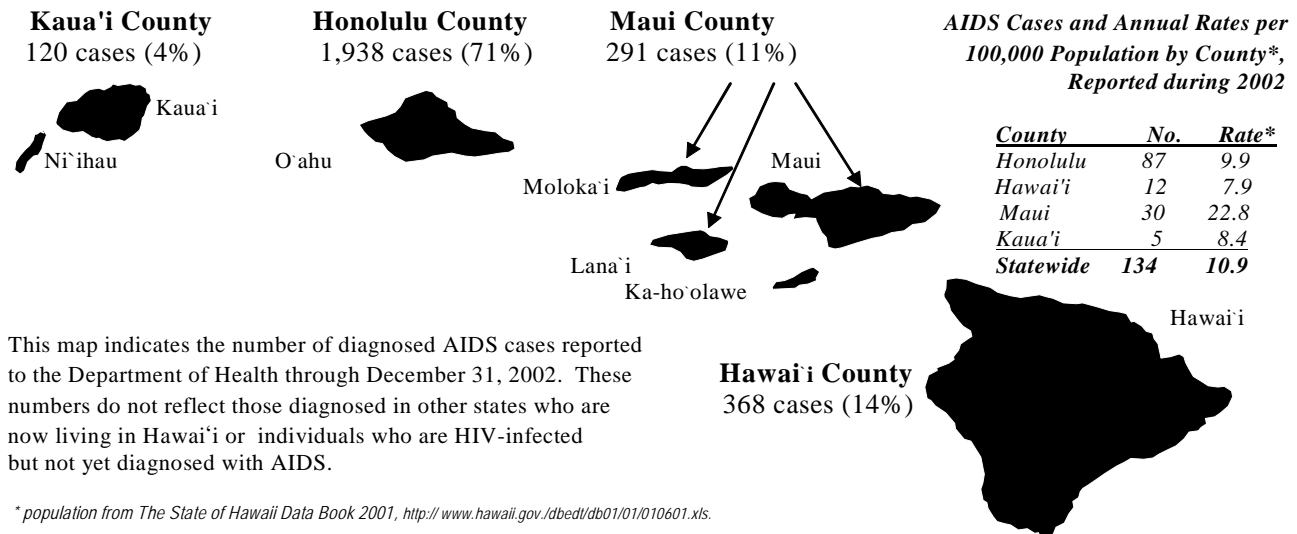 Kaua'i County
120 cases (4%)
Honolulu County
1,938 cases (71%)
Maui County
291 cases (11%)
AIDS Cases and Annual Rates per
100,000 Population by County*,
Reported during 2002
Kaua`i
Ni`ihau
O`ahu
Moloka`i
Maui
Lana`i
Ka-ho`olawe
County No. Rate*
Honolulu 87 9.9
Hawai'i 12 7.9
Maui 30 22.8
Kaua'i 5 8.4
Statewide 134 10.9
Hawai`i
Hawai`i County
368 cases (14%)
This map indicates the number of diagnosed AIDS cases reported
to the Department of Health through December 31, 2002. These
numbers do not reflect those diagnosed in other states who are
now living in Hawai‘i or individuals who are HIV-infected
but not yet diagnosed with AIDS.
* population from The State of Hawaii Data Book 2001, http:// www.hawaii.gov./dbedt/db01/01/010601.xls.